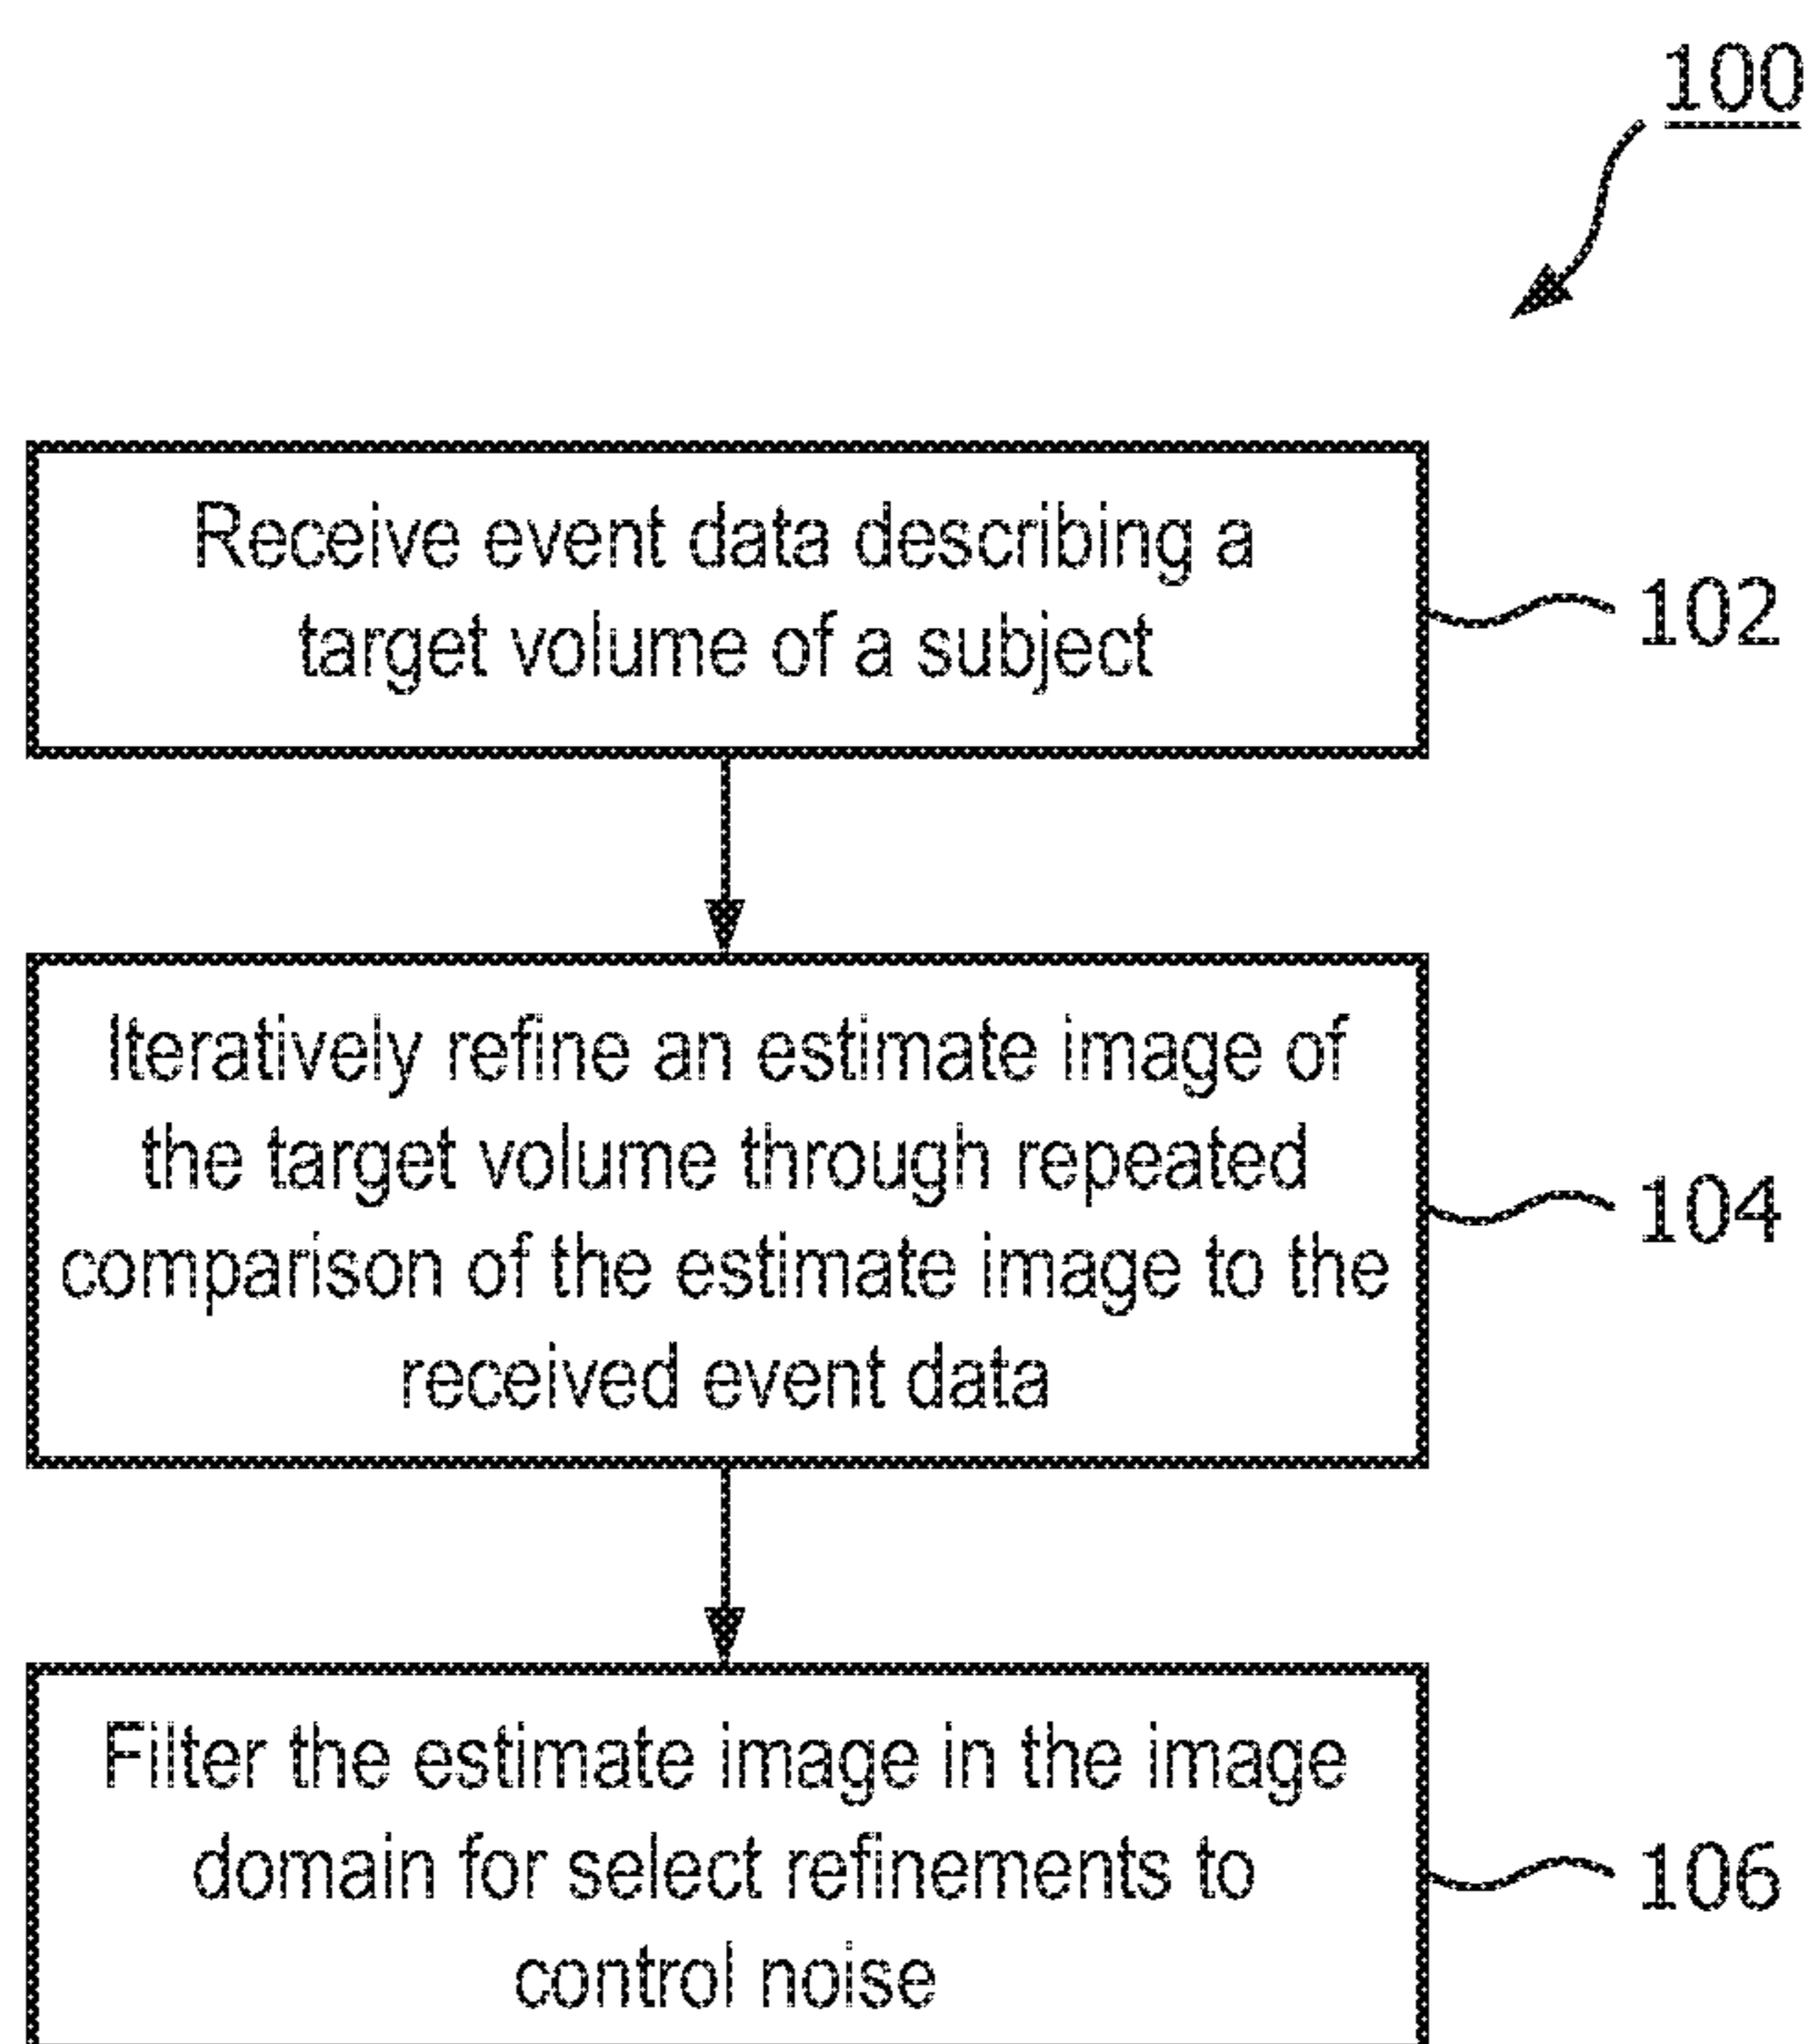 100
Receive event data describing a
target volume of a subject
102
Iteratively refine an estimate image of
the target volume through repeated
comparison of the estimate image to the
received event data
104
Filter the estimate image in the image
domain for select refinements to
control noise
106